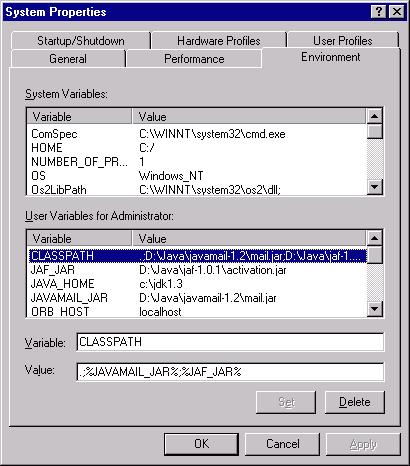 System Properties
Startup/Shutdown Hardware Profiles User Profiles
General Performance Environment
System Variables:
Variable Value
ComSpec C:\WINNT\system32\cmd.exe
HOME C:/
NUMBER_OF_PR... 1
OS Windows_NT
Os2LibPath C:\WINNT\system32\os2\dll;
User Variables for Administrator:
Variable Value
CLASSPATH .;D:\Java\javamail-1.2\mail.jar;D:\Java\jaf-1....
JAF_JAR D:\Java\jaf-1.0.1\activation.jar
JAVA_HOME c:\jdk1.3
JAVAMAIL_JAR D:\Java\javamail-1.2\mail.jar
ORB_HOST localhost
Variable: CLASSPATH
Value: .;%JAVAMAIL_JAR%;%JAF_JAR%
Set Delete
OK Cancel Apply